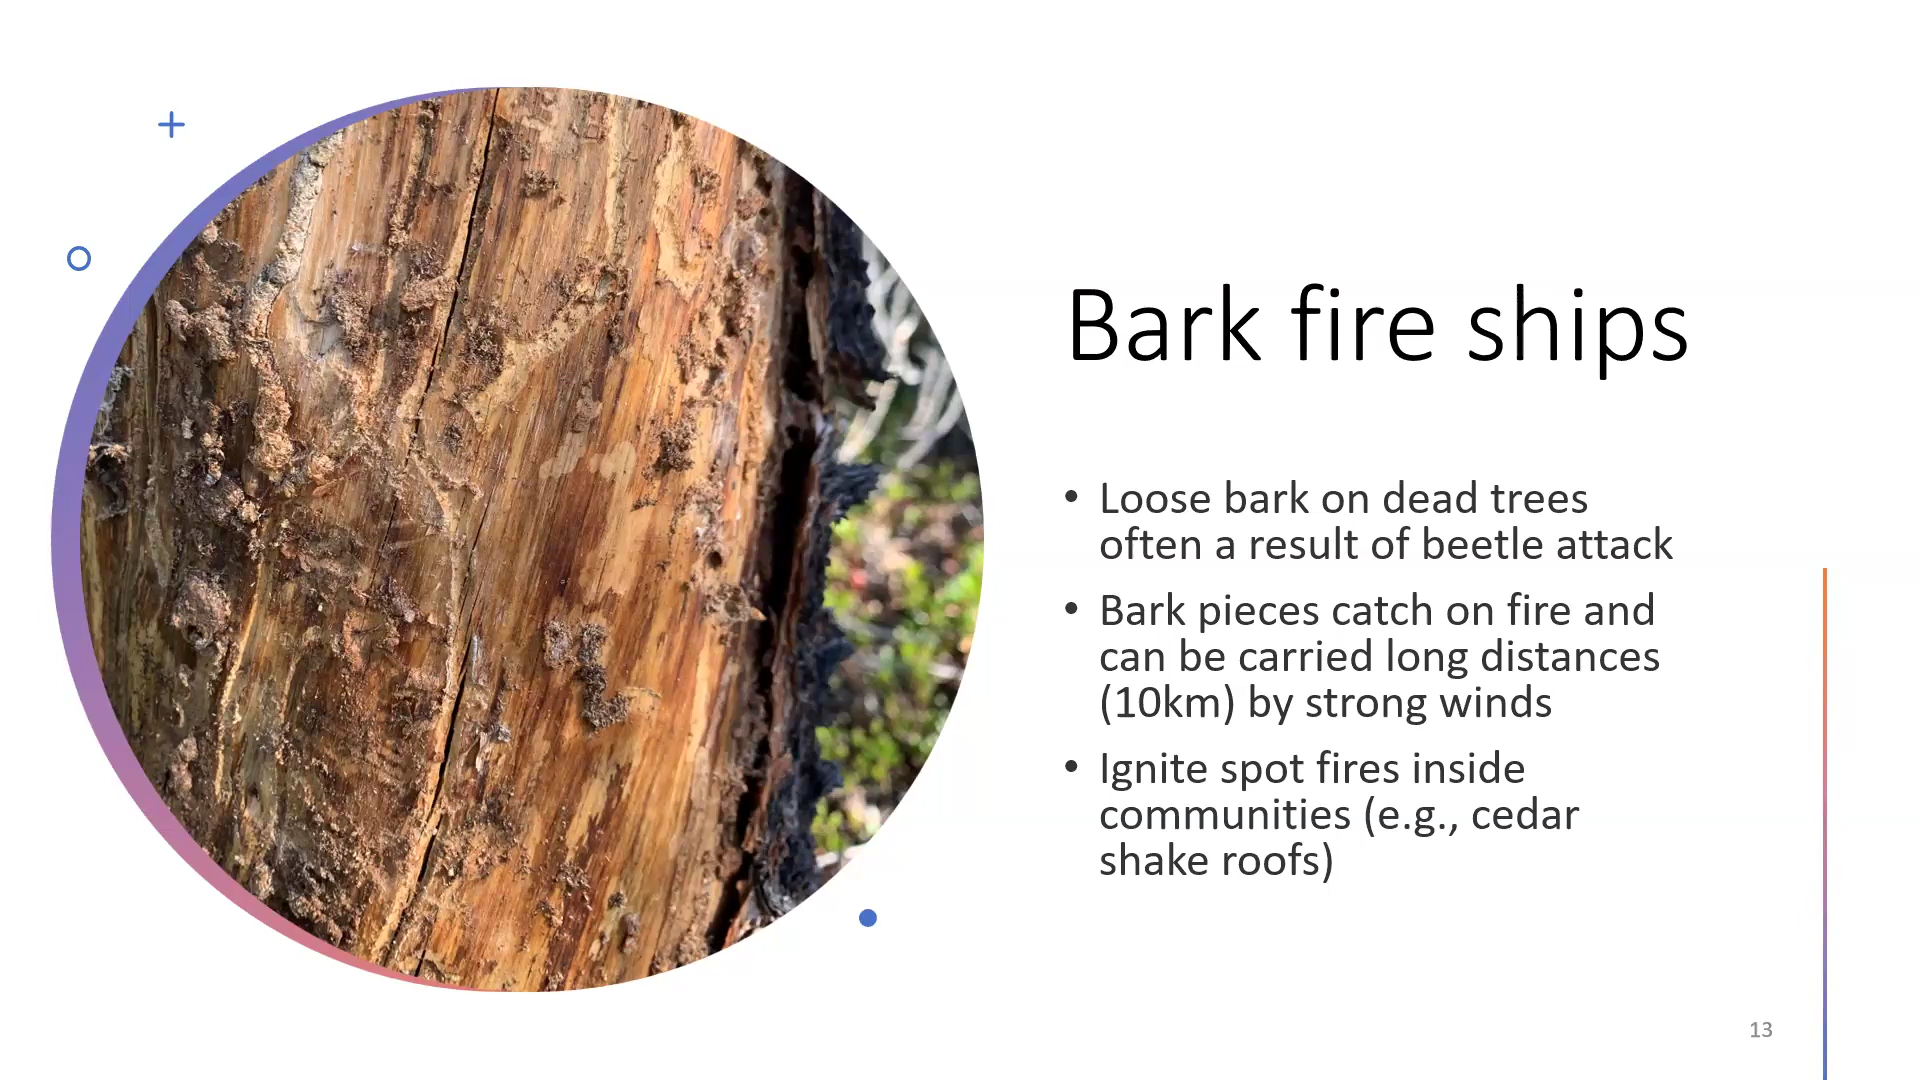 Bark fire ships
• Loose bark on dead trees
often a result of beetle attack
• Bark pieces catch on fire and
can be carried long distances
(10km) by strong winds
• Ignite spot fires inside
communities (e.g., cedar
shake roofs)
13